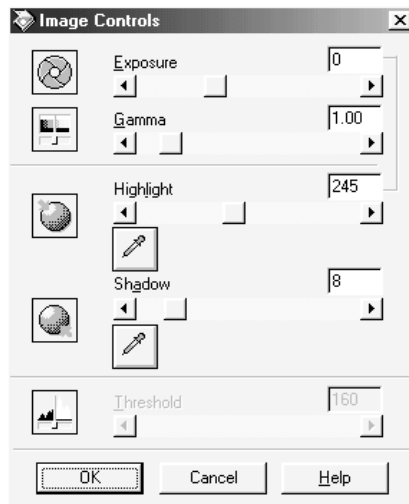 Image Controls
Exposure 0
Gamma 1.00
Highlight 245
Shadow 8
Threshold 160
OK Cancel Help